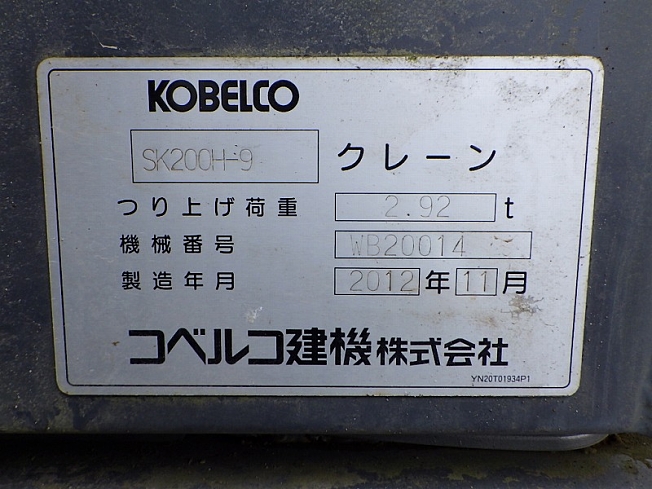 KOBELCO
SK200H-9 クレーン
つり上げ荷重 2.92 t
機械番号 WB20014
製造年月 2012年11月
コベルコ建機株式会社
YN20T01934P1